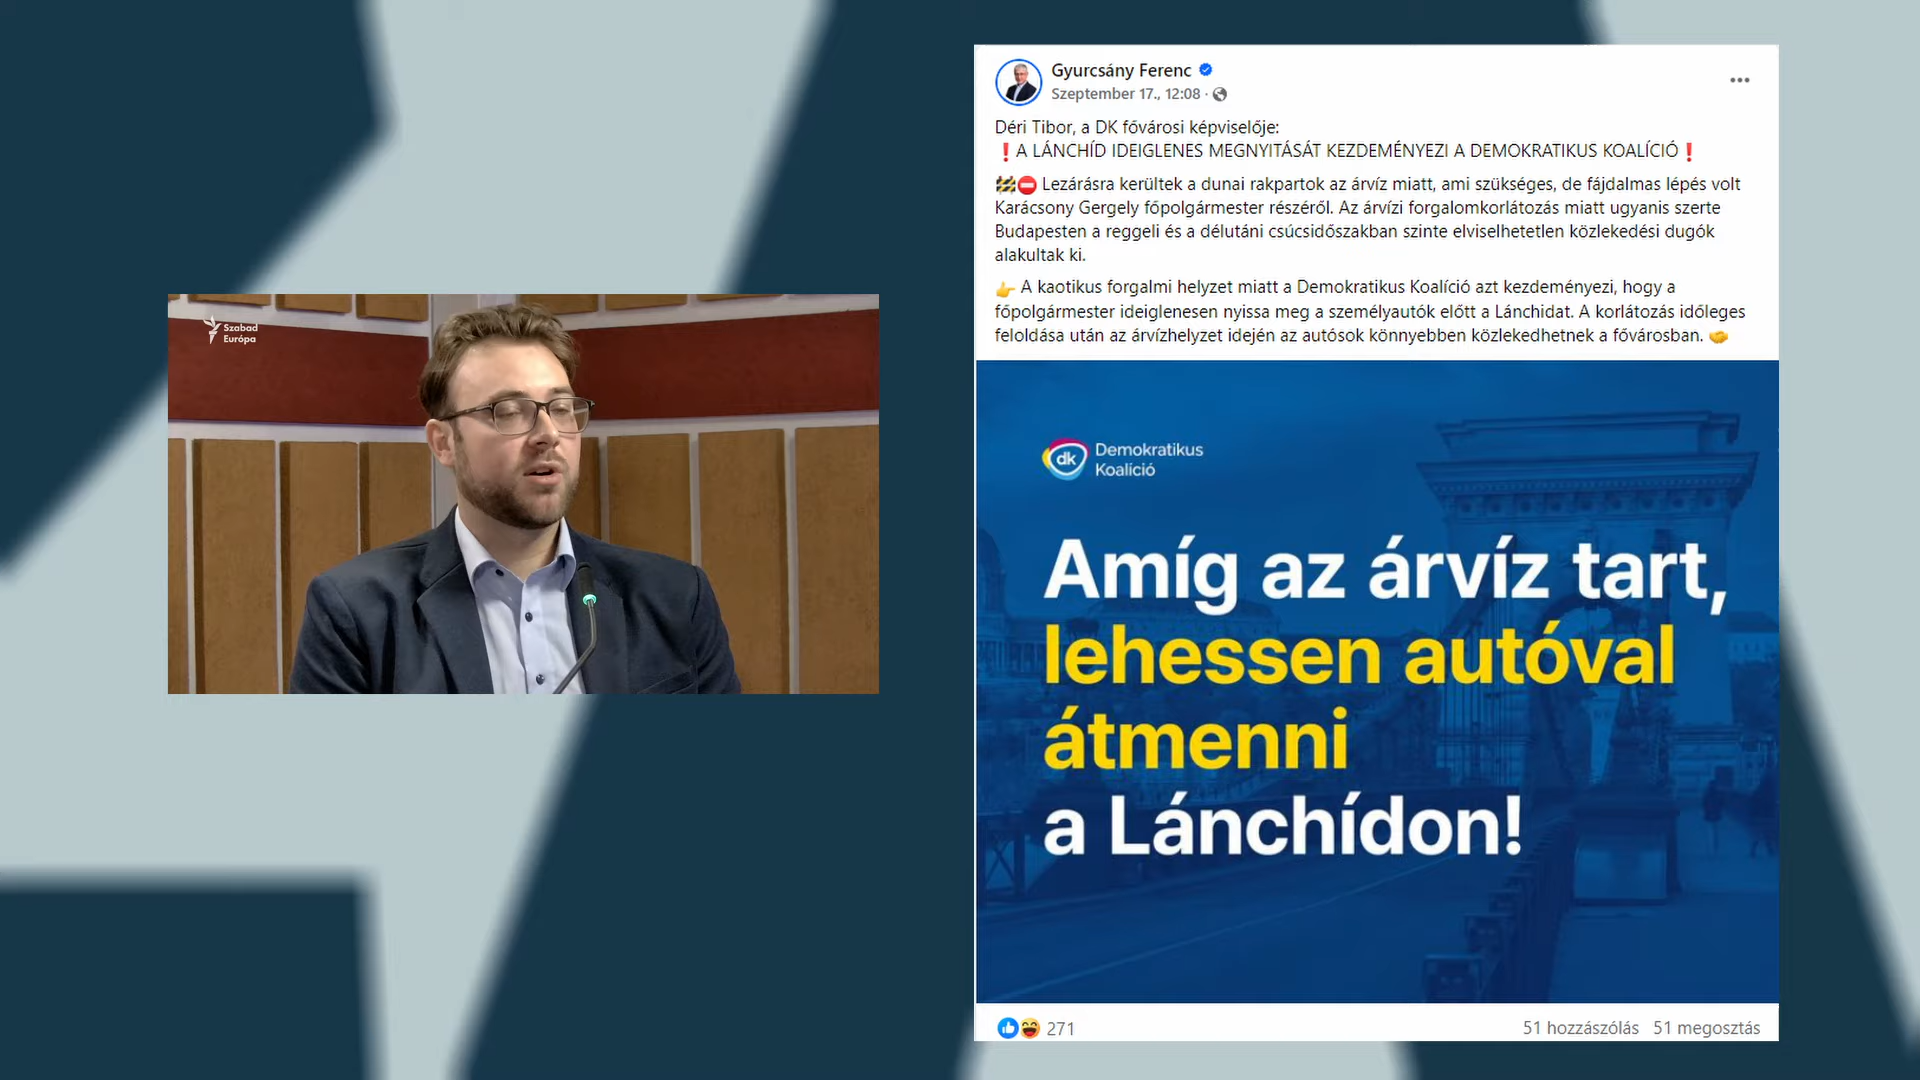 Szabad
Európa
Gyurcsány Ferenc
Szeptember 17., 12:08 ·
Déri Tibor, a DK fővárosi képviselője:
❗A LÁNCHÍD IDEIGLENES MEGNYITÁSÁT KEZDEMÉNYEZI A DEMOKRATIKUS KOALÍCIÓ❗
🚧⛔ Lezárásra kerültek a dunai rakpartok az árvíz miatt, ami szükséges, de fájdalmas lépés volt
Karácsony Gergely főpolgármester részéről. Az árvízi forgalomkorlátozás miatt ugyanis szerte
Budapesten a reggeli és a délutáni csúcsidőszakban szinte elviselhetetlen közlekedési dugók
alakultak ki.
👉 A kaotikus forgalmi helyzet miatt a Demokratikus Koalíció azt kezdeményezi, hogy a
főpolgármester ideiglenesen nyissa meg a személyautók előtt a Lánchidat. A korlátozás időleges
feloldása után az árvízhelyzet idején az autósok könnyebben közlekedhetnek a fővárosban. 🤝
dk Demokratikus
Koalíció
Amíg az árvíz tart,
lehessen autóval
átmenni
a Lánchídon!
271 51 hozzászólás 51 megosztás